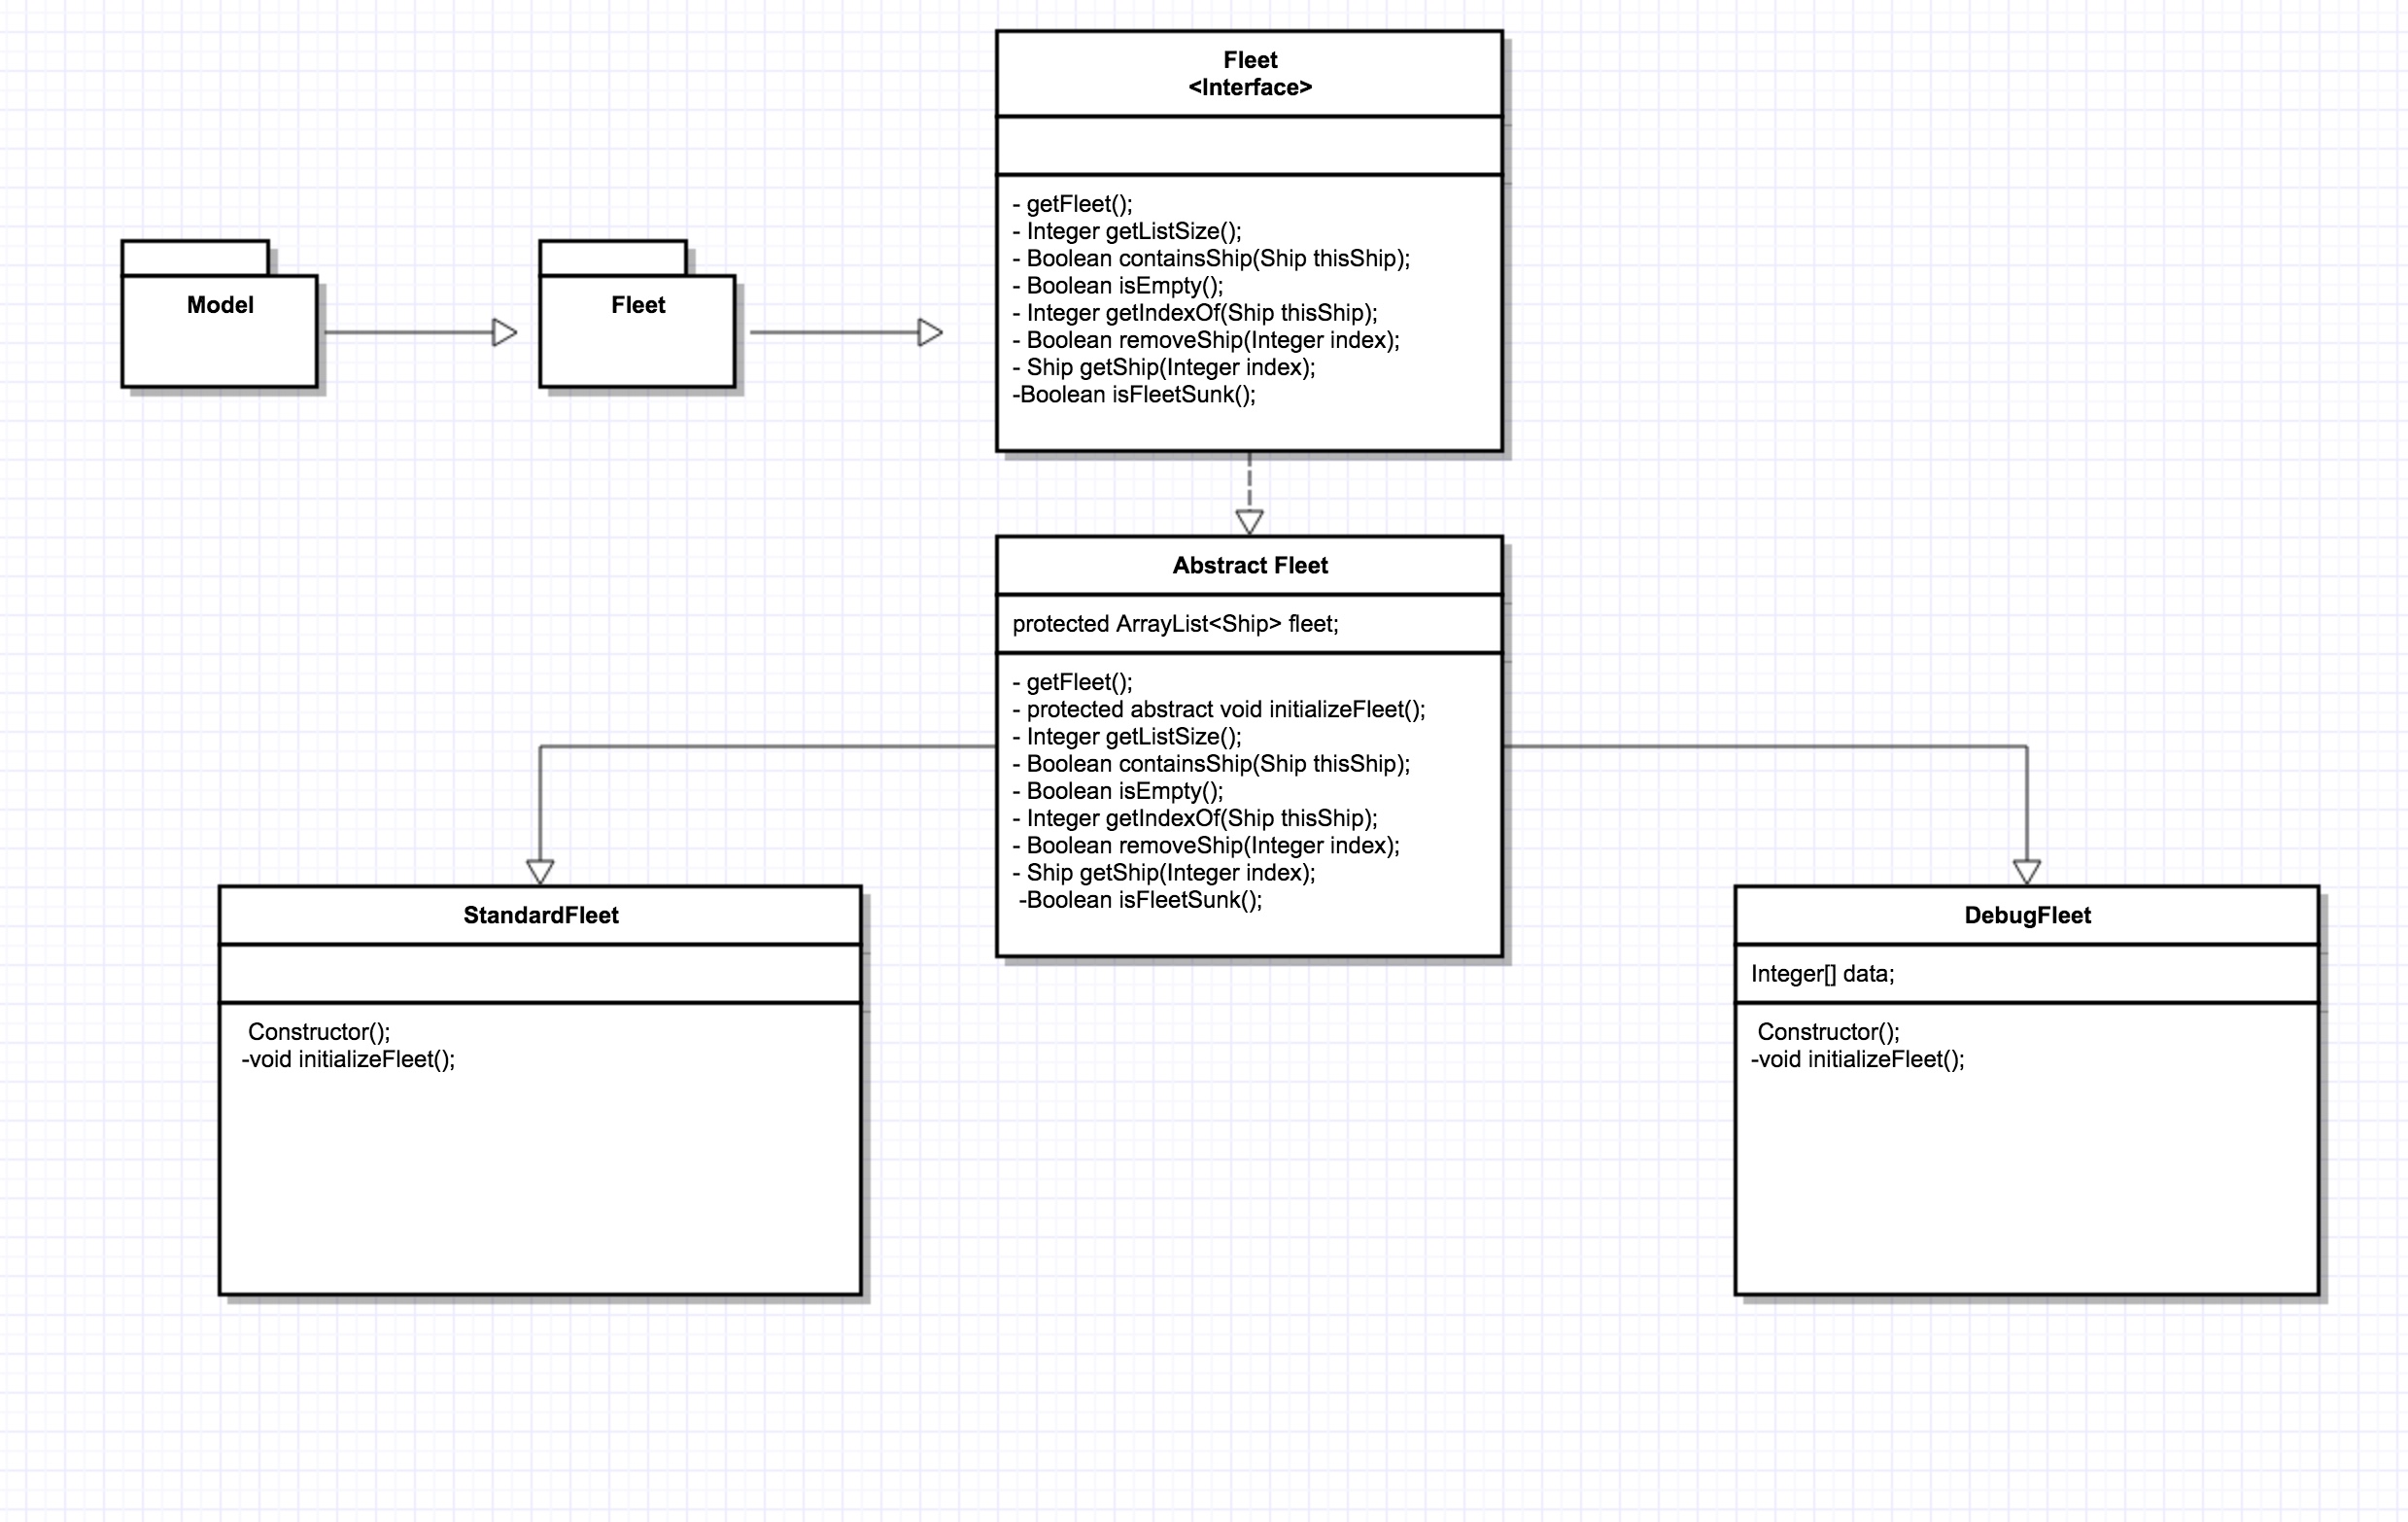 Model
Fleet
Fleet
<Interface>
- getFleet();
- Integer getListSize();
- Boolean containsShip(Ship thisShip);
- Boolean isEmpty();
- Integer getIndexOf(Ship thisShip);
- Boolean removeShip(Integer index);
- Ship getShip(Integer index);
-Boolean isFleetSunk();
Abstract Fleet
protected ArrayList<Ship> fleet;
- getFleet();
- protected abstract void initializeFleet();
- Integer getListSize();
- Boolean containsShip(Ship thisShip);
- Boolean isEmpty();
- Integer getIndexOf(Ship thisShip);
- Boolean removeShip(Integer index);
- Ship getShip(Integer index);
-Boolean isFleetSunk();
StandardFleet
Constructor();
-void initializeFleet();
DebugFleet
Integer[] data;
Constructor();
-void initializeFleet();